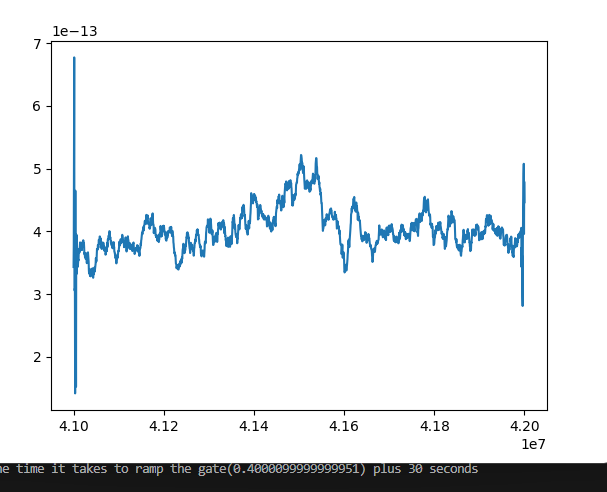 1e−13
7
6
5
4
3
2
4.10 4.12 4.14 4.16 4.18 4.20
1e7
time it takes to ramp the gate(0.4000099999999951) plus 30 seconds